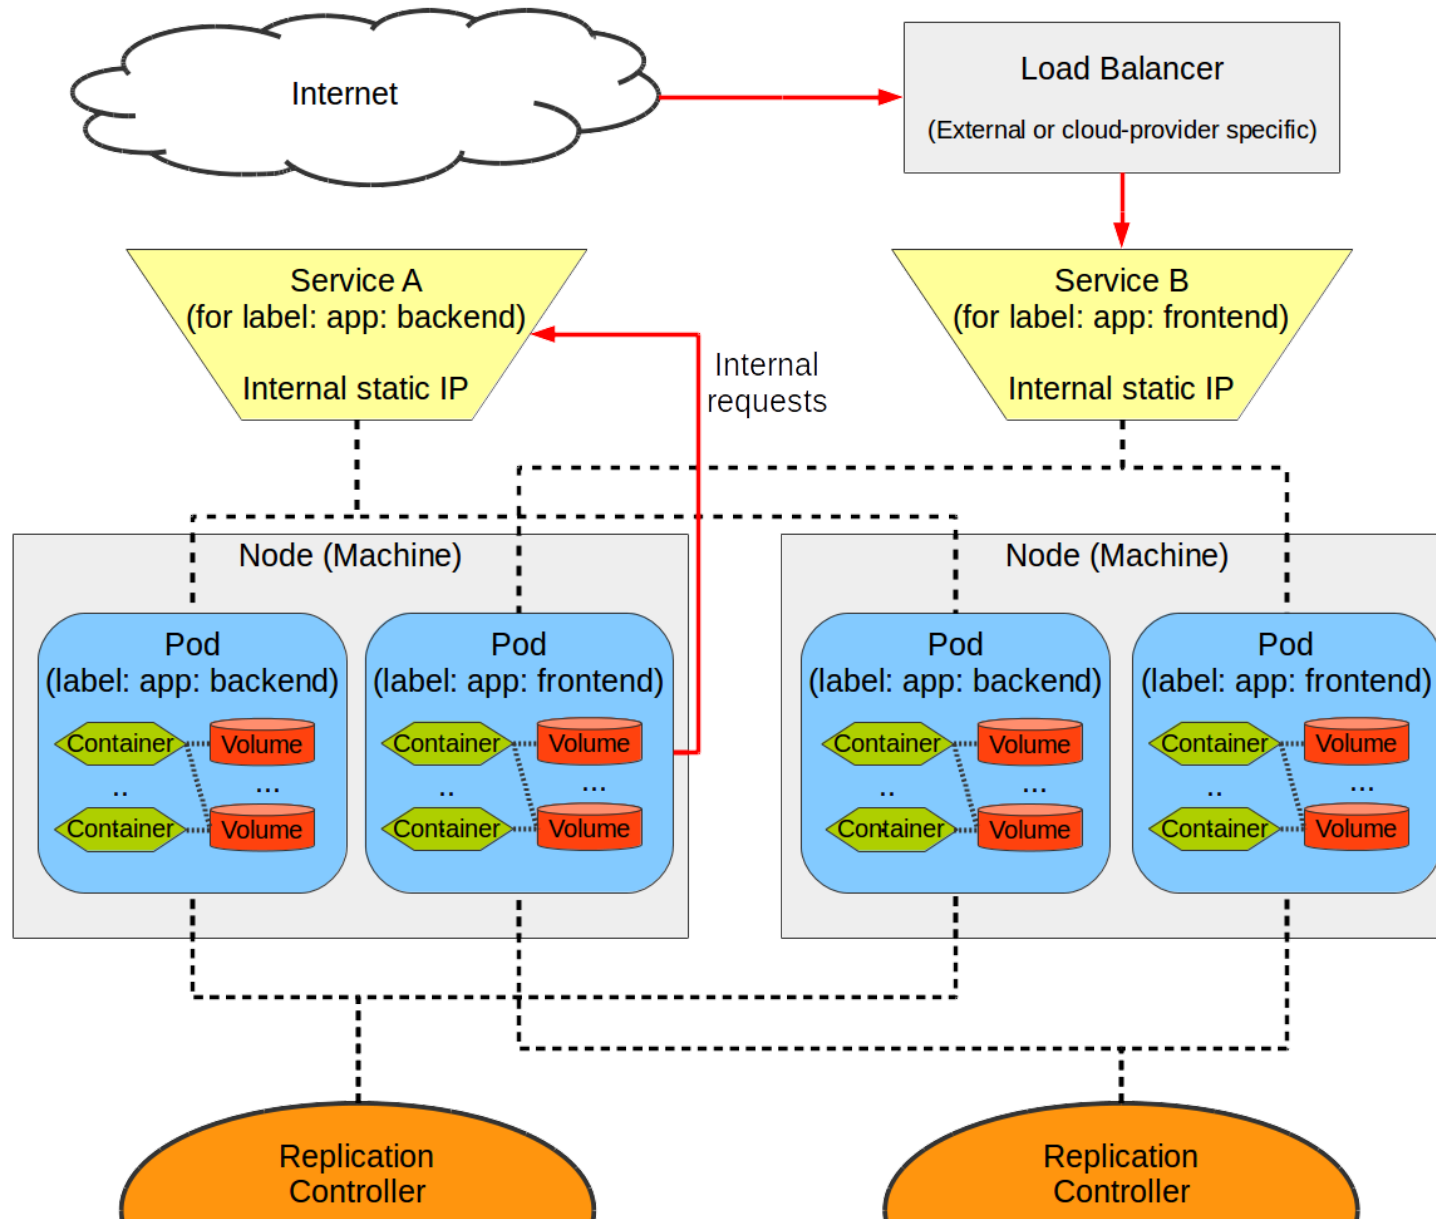 Internet
Load Balancer
(External or cloud-provider specific)
Service A
(for label: app: backend)
Internal static IP
Service B
(for label: app: frontend)
Internal static IP
Internal
requests
Node (Machine)
Pod
(label: app: backend)
Container
Volume
..
...
Container
Volume
Pod
(label: app: frontend)
Container
Volume
..
...
Container
Volume
Node (Machine)
Pod
(label: app: backend)
Container
Volume
..
...
Container
Volume
Pod
(label: app: frontend)
Container
Volume
..
...
Container
Volume
Replication
Controller
Replication
Controller